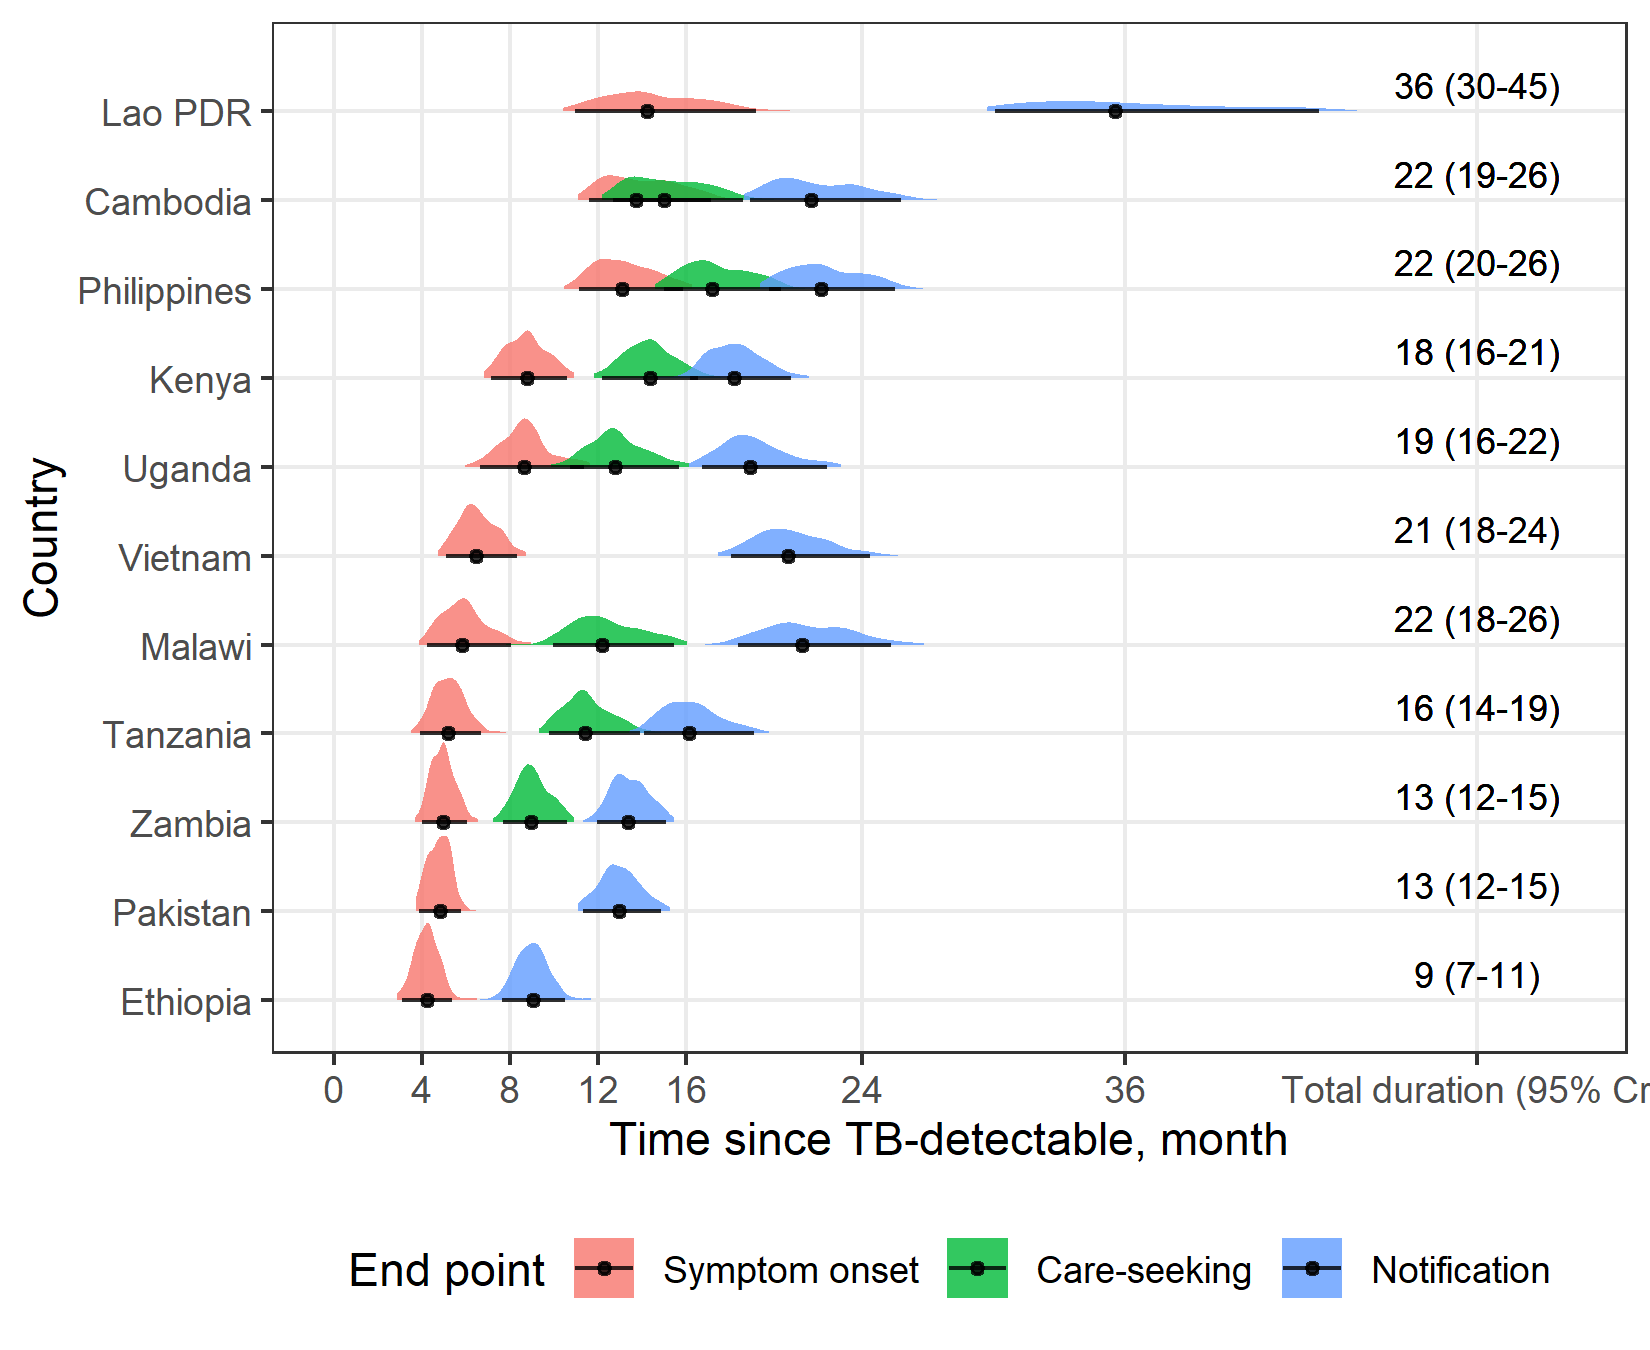 Lao PDR 36 (30-45)
Cambodia 22 (19-26)
Philippines 22 (20-26)
Kenya 18 (16-21)
Uganda 19 (16-22)
Vietnam 21 (18-24)
Malawi 22 (18-26)
Tanzania 16 (14-19)
Zambia 13 (12-15)
Pakistan 13 (12-15)
Ethiopia 9 (7-11)
Country
0 4 8 12 16 24 36 Total duration (95% Cr
Time since TB-detectable, month
End point Symptom onset Care-seeking Notification